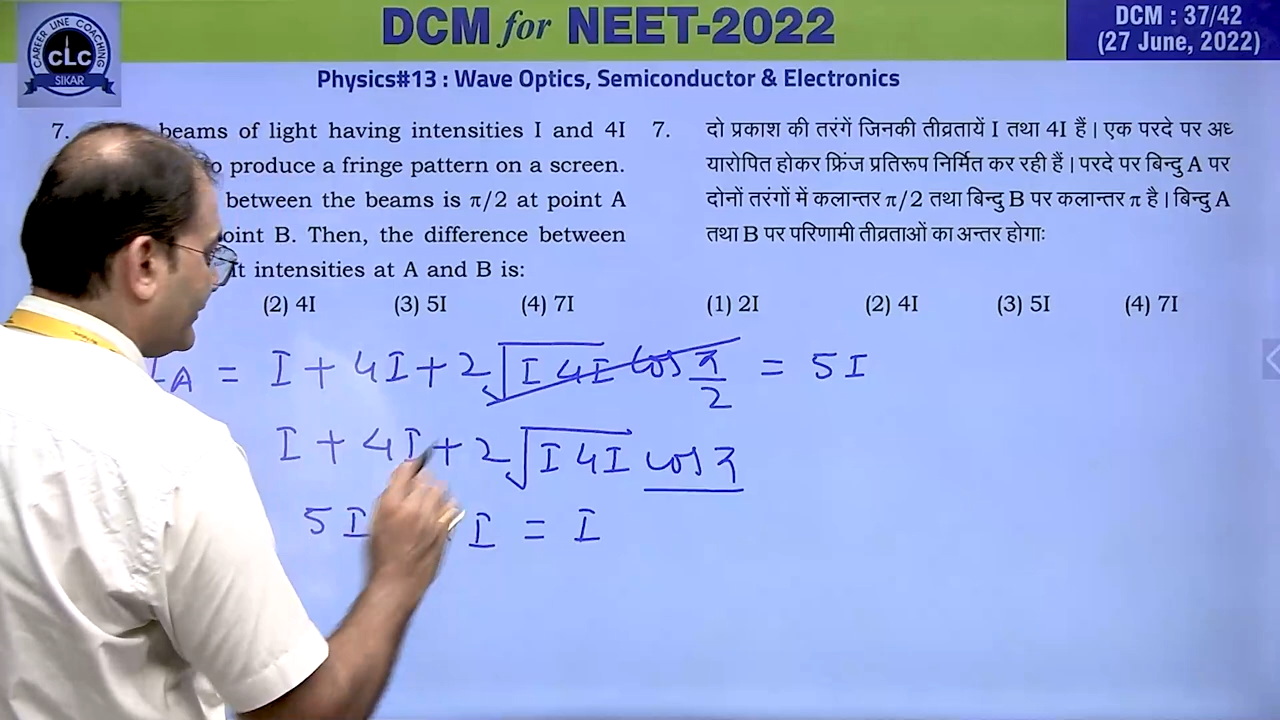 DCM for NEET-2022
DCM : 37/42
(27 June, 2022)
CAREER LINE COACHING
CLC
SIKAR
Physics#13 : Wave Optics, Semiconductor & Electronics
7. beams of light having intensities I and 4I
to produce a fringe pattern on a screen.
between the beams is π/2 at point A
point B. Then, the difference between
intensities at A and B is:
(2) 4I (3) 5I (4) 7I
7. दो प्रकाश की तरंगें जिनकी तीव्रतायें I तथा 4I हैं। एक परदे पर अध्
यारोपित होकर फ्रिंज प्रतिरूप निर्मित कर रही हैं। परदे पर बिन्दु A पर
दोनों तरंगों में कलान्तर π/2 तथा बिन्दु B पर कलान्तर π है। बिन्दु A
तथा B पर परिणामी तीव्रताओं का अन्तर होगाः
(1) 2I (2) 4I (3) 5I (4) 7I
I_A = I + 4I + 2√I 4I cos π/2 = 5I
I + 4I + 2√I 4I cos π
5I I = I